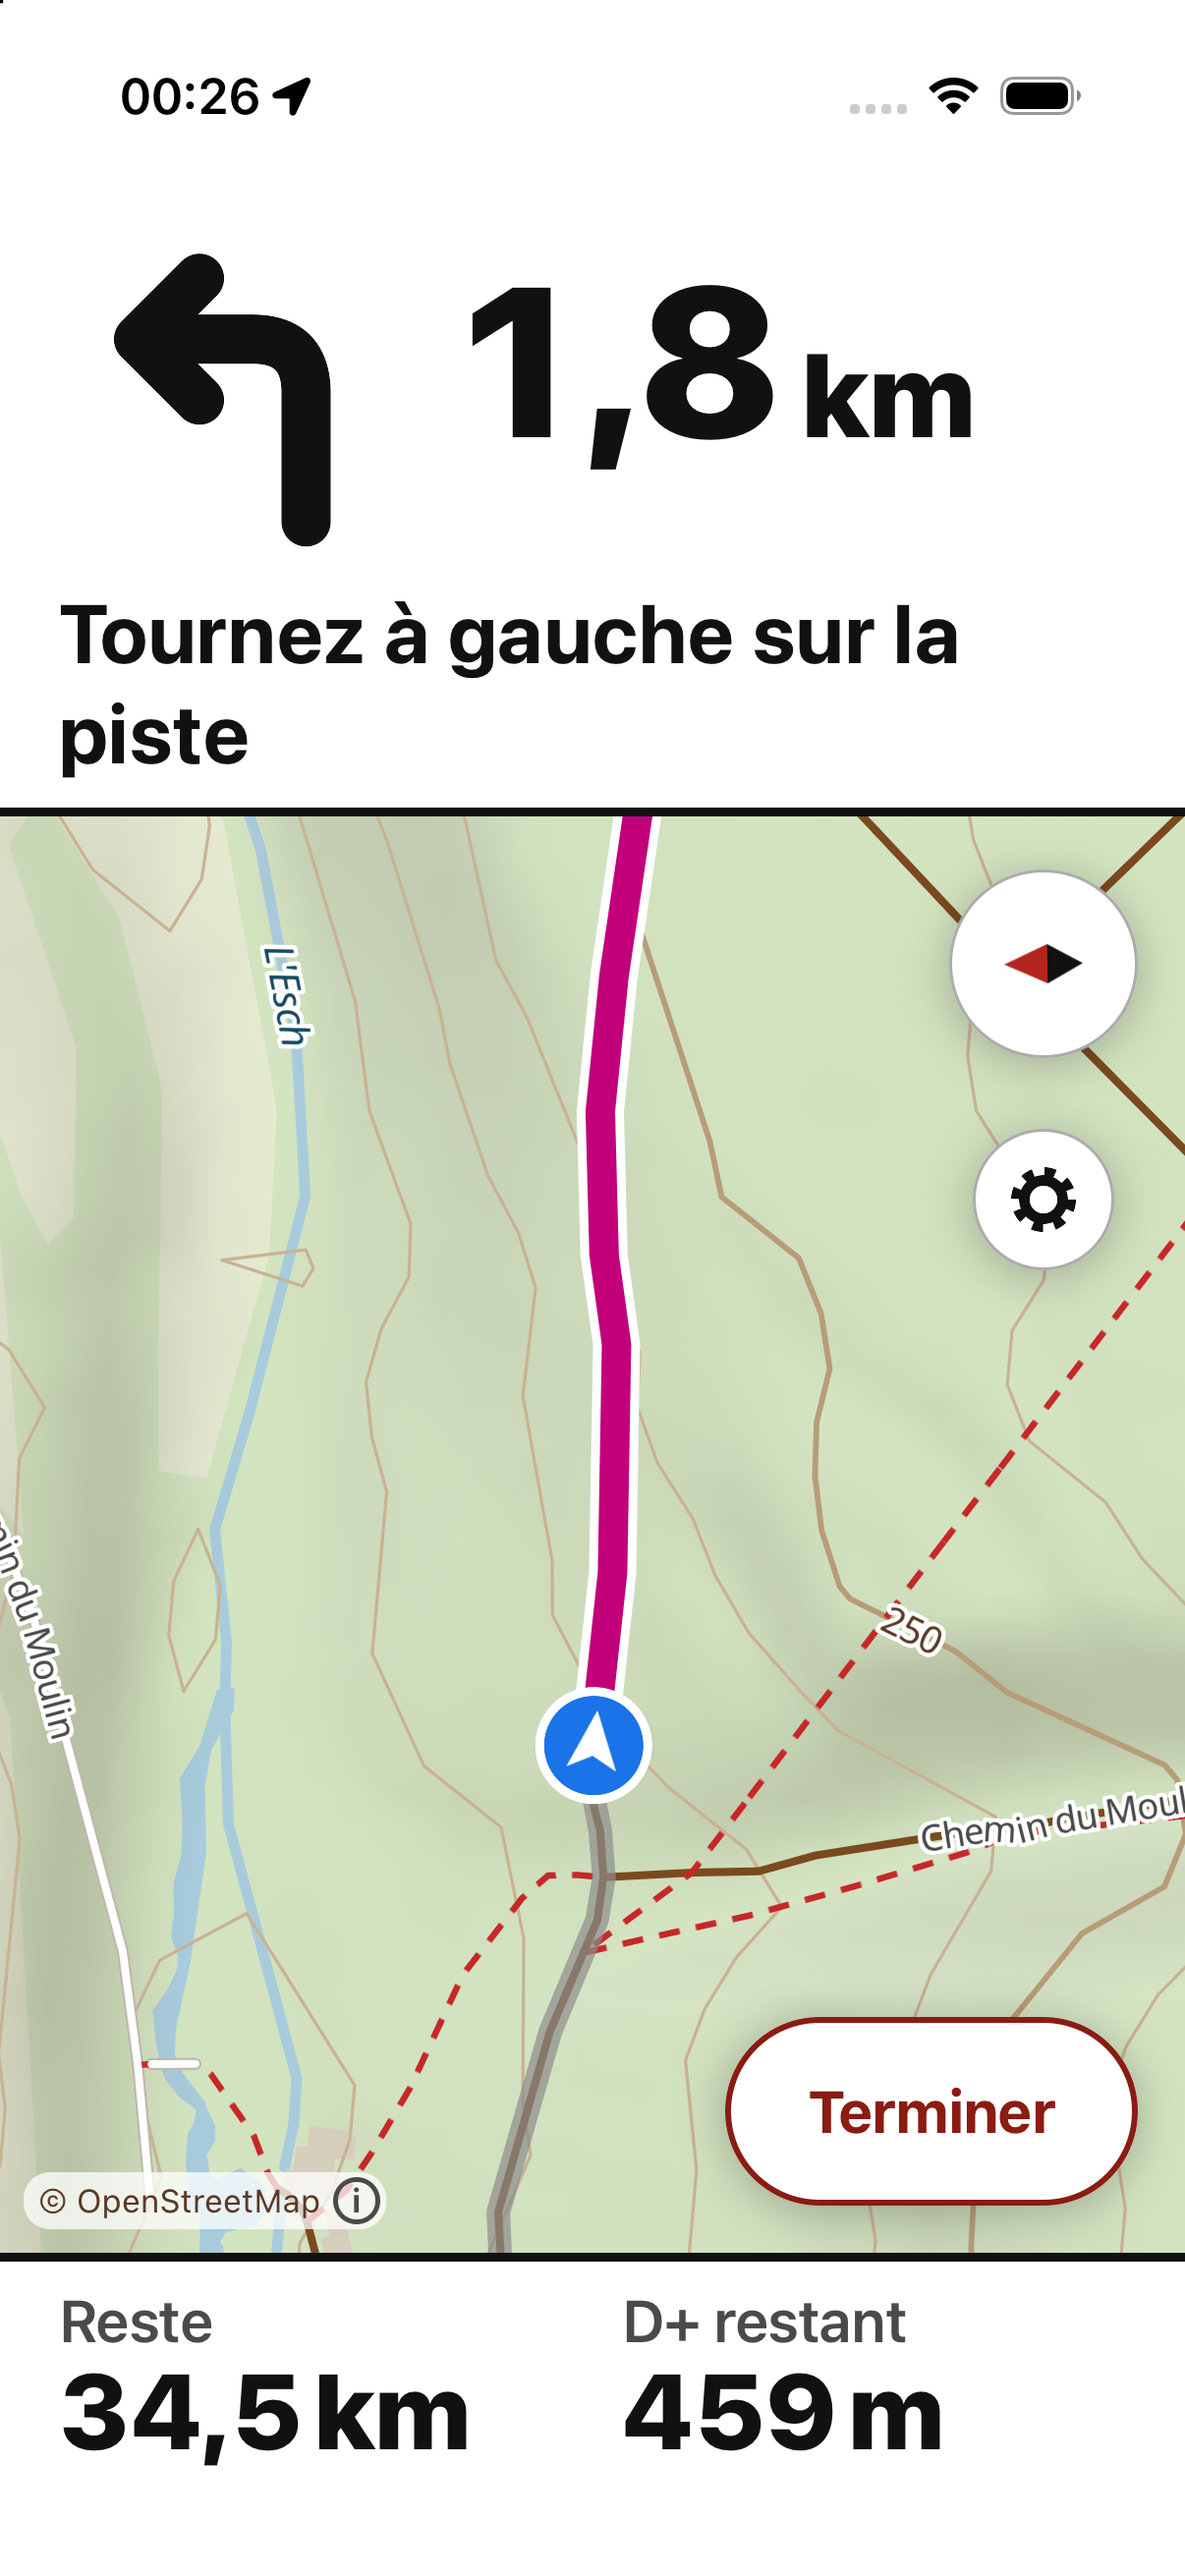 00:26
1,8 km
Tournez à gauche sur la
piste
L'Esch
du Moulin
250
Chemin du Moul
Terminer
© OpenStreetMap
Reste
D+ restant
34,5 km
459 m